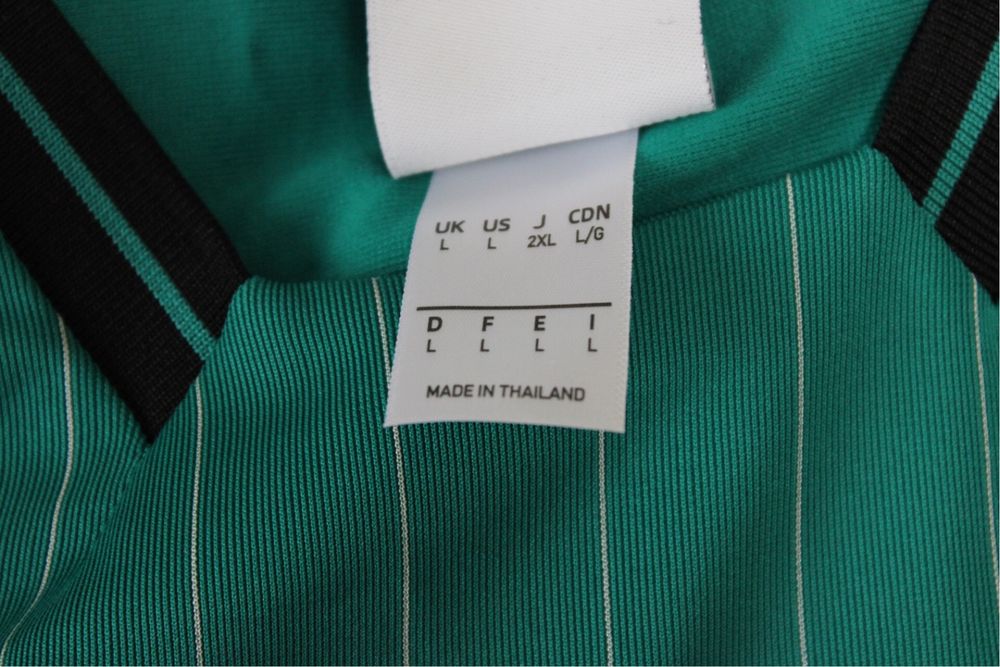 UK US J CDN
L L 2XL L/G
D F E I
L L L L
MADE IN THAILAND